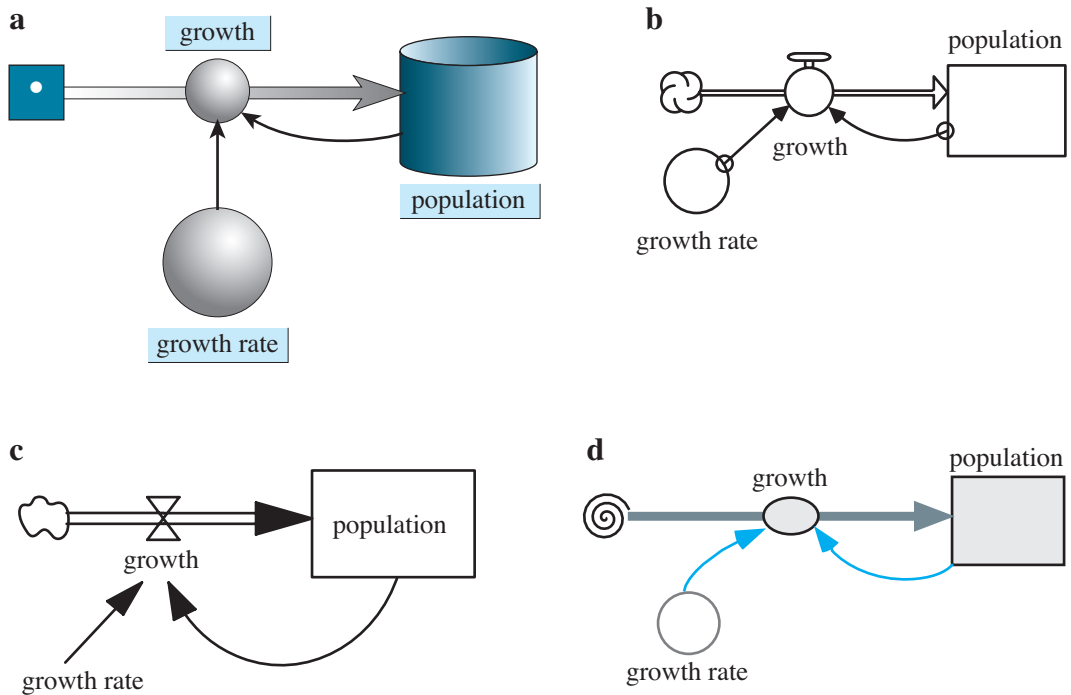 a
growth
population
growth rate
b
population
growth
growth rate
c
population
growth
growth rate
d
population
growth
growth rate